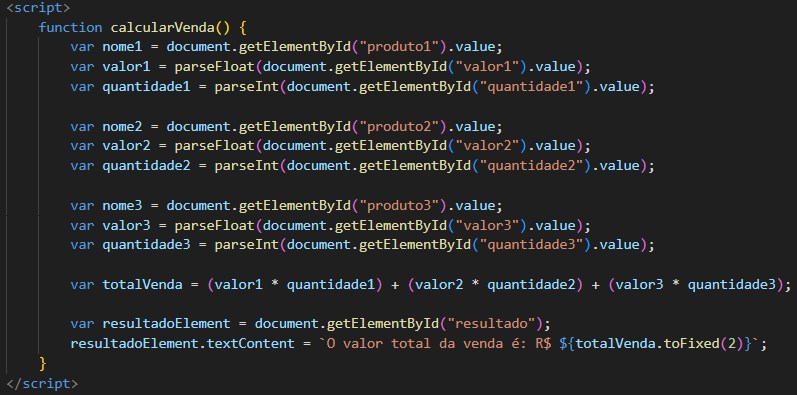 <script>
function calcularVenda() {
var nome1 = document.getElementById("produto1").value;
var valor1 = parseFloat(document.getElementById("valor1").value);
var quantidade1 = parseInt(document.getElementById("quantidade1").value);
var nome2 = document.getElementById("produto2").value;
var valor2 = parseFloat(document.getElementById("valor2").value);
var quantidade2 = parseInt(document.getElementById("quantidade2").value);
var nome3 = document.getElementById("produto3").value;
var valor3 = parseFloat(document.getElementById("valor3").value);
var quantidade3 = parseInt(document.getElementById("quantidade3").value);
var totalVenda = (valor1 * quantidade1) + (valor2 * quantidade2) + (valor3 * quantidade3);
var resultadoElement = document.getElementById("resultado");
resultadoElement.textContent = `O valor total da venda é: R$ ${totalVenda.toFixed(2)}`;
}
</script>